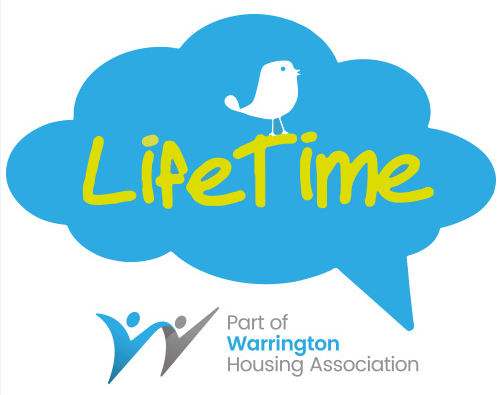 LifeTime
Part of
Warrington
Housing Association